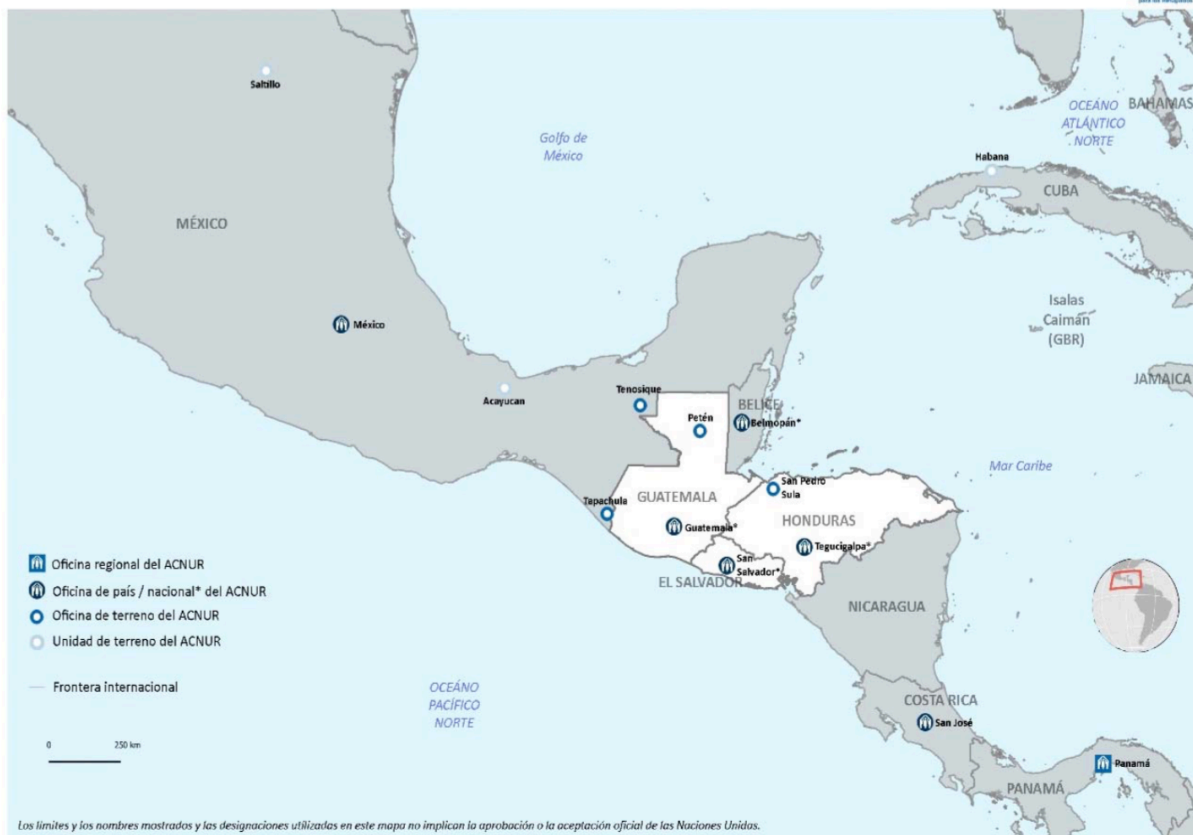 para los Refugiados
Saltillo
Golfo de
México
OCEÁNO
ATLÁNTICO
NORTE
BAHAMAS
Habana
CUBA
MÉXICO
Isalas
Caimán
(GBR)
México
JAMAICA
Acayucan
Tenosique
Petén
BELICE
Belmopán*
Mar Caribe
San Pedro
Sula
GUATEMALA
Tapachula
HONDURAS
Guatemala*
Tegucigalpa*
San
Salvador*
EL SALVADOR
NICARAGUA
Oficina regional del ACNUR
Oficina de país / nacional* del ACNUR
Oficina de terreno del ACNUR
Unidad de terreno del ACNUR
Frontera internacional
OCEÁNO
PACÍFICO
NORTE
COSTA RICA
San José
0 250 km
Panamá
PANAMÁ
Los límites y los nombres mostrados y las designaciones utilizadas en este mapa no implican la aprobación o la aceptación oficial de las Naciones Unidas.